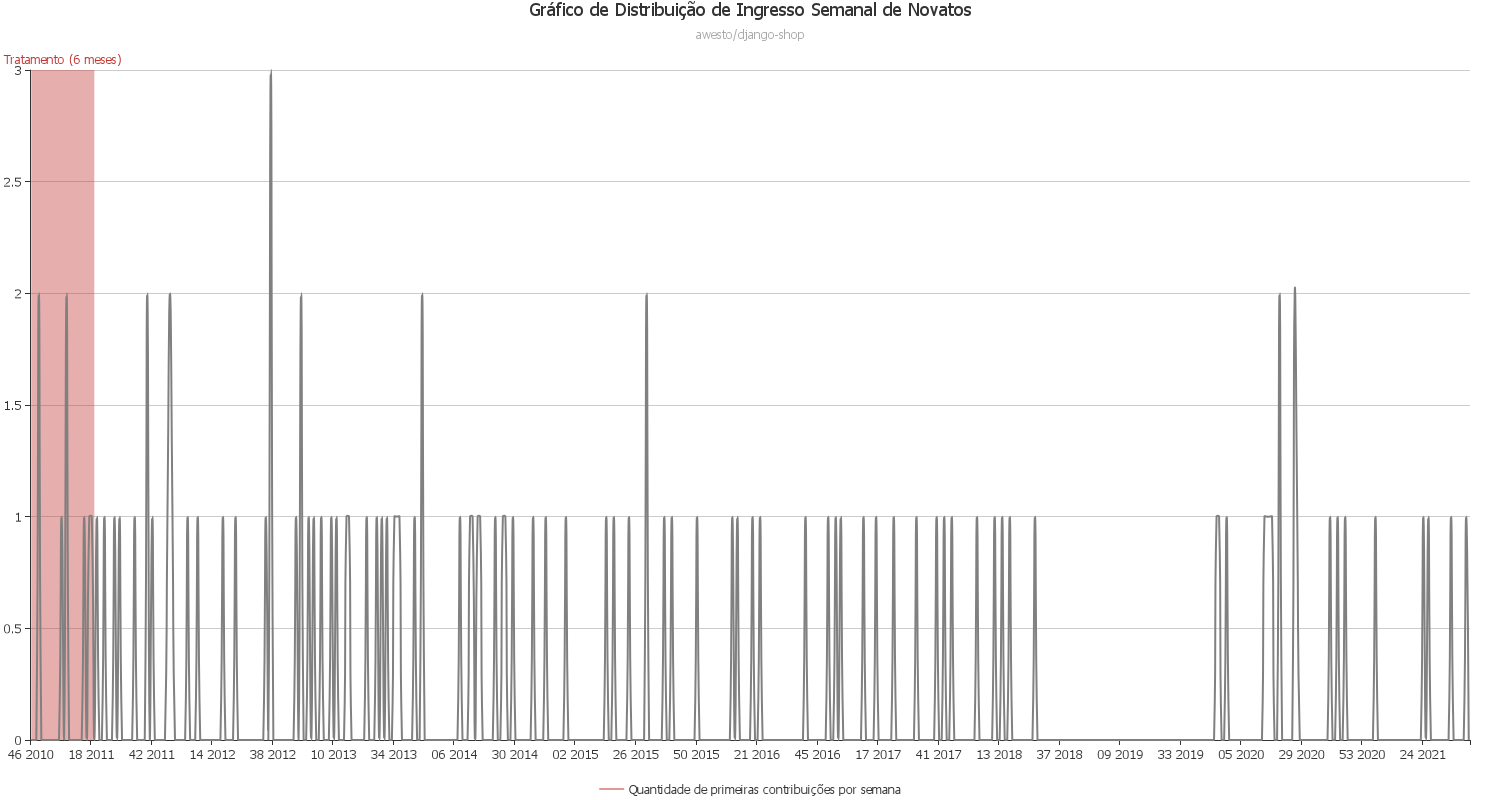 Gráfico de Distribuição de Ingresso Semanal de Novatos
awesto/django-shop
Tratamento (6 meses)
3
2.5
2
1.5
1
0.5
0
46 2010 18 2011 42 2011 14 2012 38 2012 10 2013 34 2013 06 2014 30 2014 02 2015 26 2015 50 2015 21 2016 45 2016 17 2017 41 2017 13 2018 37 2018 09 2019 33 2019 05 2020 29 2020 53 2020 24 2021
Quantidade de primeiras contribuições por semana